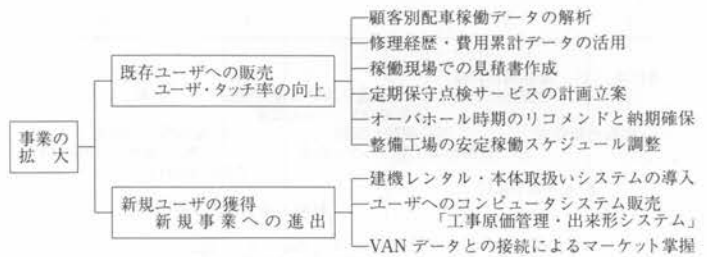 顧客別配車稼働データの解析
修理経歴・費用累計データの活用
既存ユーザへの販売
ユーザ・タッチ率の向上
稼働現場での見積書作成
定期保守点検サービスの計画立案
オーバホール時期のリコメンドと納期確保
整備工場の安定稼働スケジュール調整
事業の
拡大
建機レンタル・本体取扱いシステムの導入
新規ユーザの獲得
新規事業への進出
ユーザへのコンピュータシステム販売
「工事原価管理・出来形システム」
VANデータとの接続によるマーケット掌握